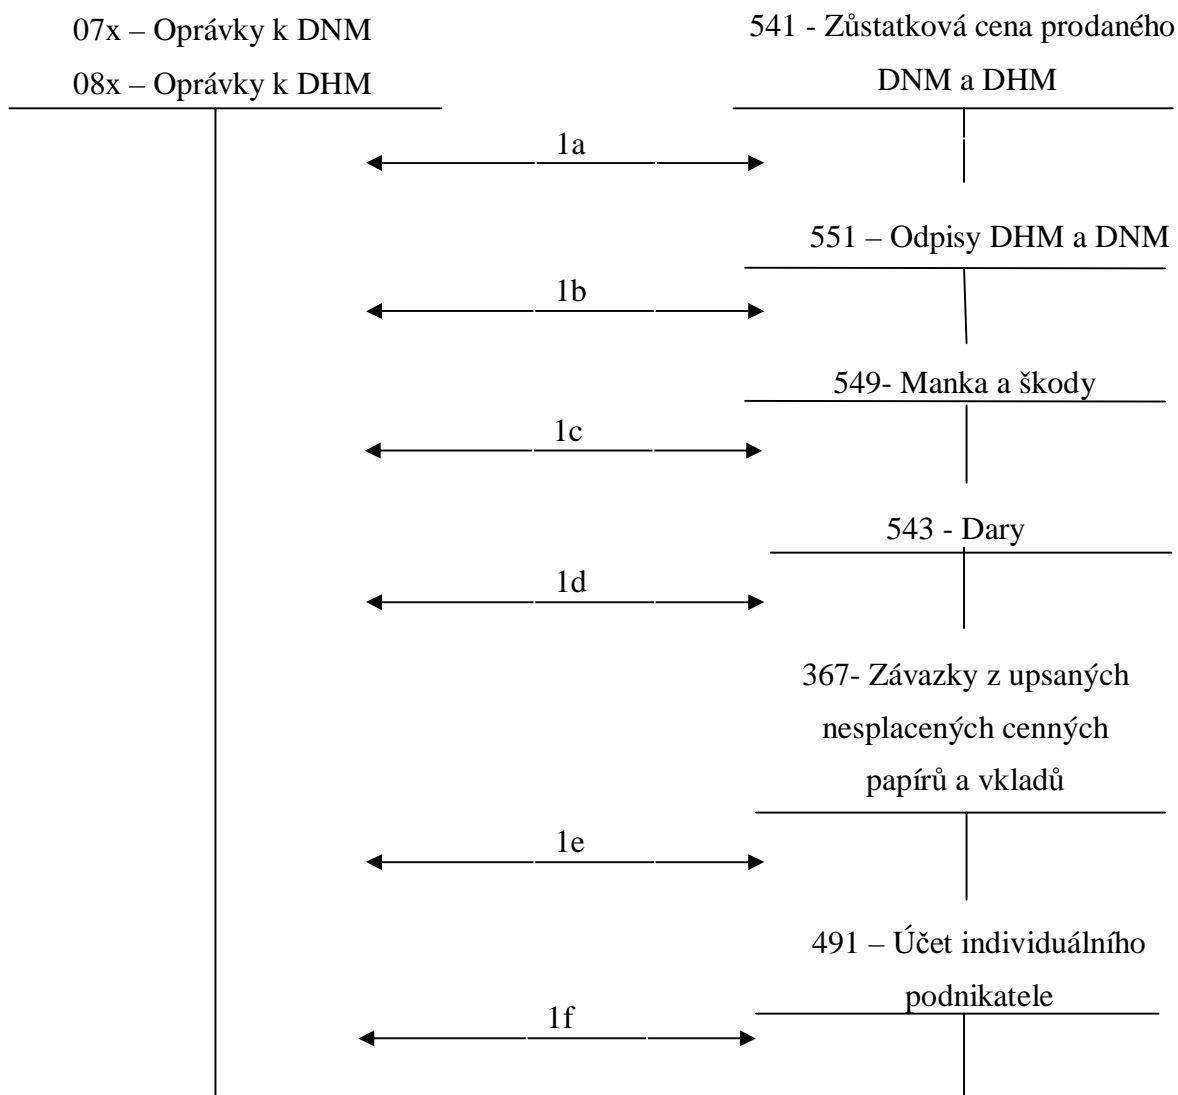 07x – Oprávky k DNM
08x – Oprávky k DHM
541 - Zůstatková cena prodaného
DNM a DHM
1a
551 – Odpisy DHM a DNM
1b
549- Manka a škody
1c
543 - Dary
1d
367- Závazky z upsaných
nesplacených cenných
papírů a vkladů
1e
491 – Účet individuálního
podnikatele
1f